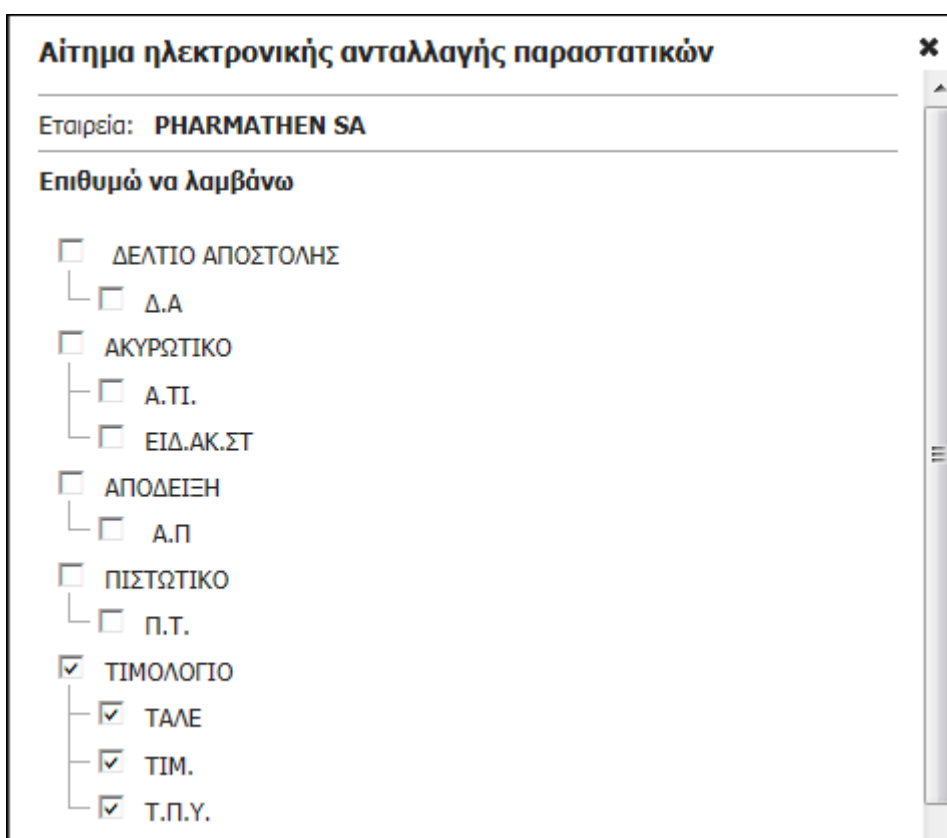 Αίτημα ηλεκτρονικής ανταλλαγής παραστατικών
Εταιρεία: PHARMATHEN SA
Επιθυμώ να λαμβάνω
ΔΕΛΤΙΟ ΑΠΟΣΤΟΛΗΣ
Δ.Α
ΑΚΥΡΩΤΙΚΟ
Α.ΤΙ.
ΕΙΔ.ΑΚ.ΣΤ
ΑΠΟΔΕΙΞΗ
Α.Π
ΠΙΣΤΩΤΙΚΟ
Π.Τ.
ΤΙΜΟΛΟΓΙΟ
ΤΑΛΕ
ΤΙΜ.
Τ.Π.Υ.